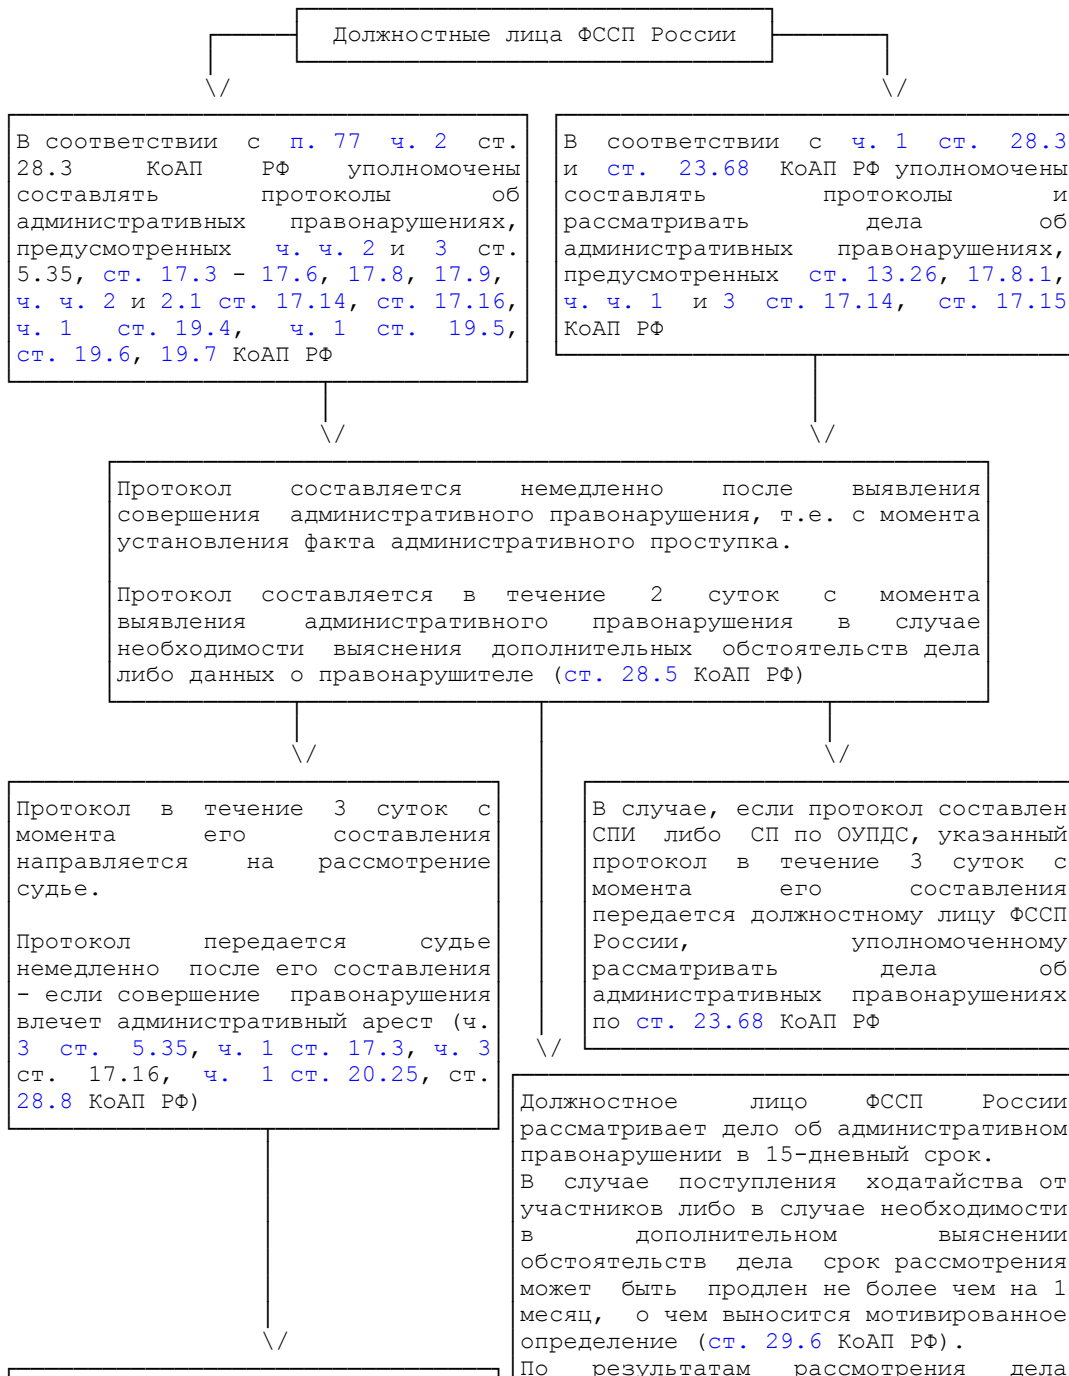 Должностные лица ФССП России
В соответствии с п. 77 ч. 2 ст.
28.3 КоАП РФ уполномочены
составлять протоколы об
административных правонарушениях,
предусмотренных ч. ч. 2 и 3 ст.
5.35, ст. 17.3 - 17.6, 17.8, 17.9,
ч. ч. 2 и 2.1 ст. 17.14, ст. 17.16,
ч. 1 ст. 19.4, ч. 1 ст. 19.5,
ст. 19.6, 19.7 КоАП РФ
В соответствии с ч. 1 ст. 28.3
и ст. 23.68 КоАП РФ уполномочены
составлять протоколы и
рассматривать дела об
административных правонарушениях,
предусмотренных ст. 13.26, 17.8.1,
ч. ч. 1 и 3 ст. 17.14, ст. 17.15
КоАП РФ
Протокол составляется немедленно после выявления
совершения административного правонарушения, т.е. с момента
установления факта административного проступка.
Протокол составляется в течение 2 суток с момента
выявления административного правонарушения в случае
необходимости выяснения дополнительных обстоятельств дела
либо данных о правонарушителе (ст. 28.5 КоАП РФ)
Протокол в течение 3 суток с
момента его составления
направляется на рассмотрение
судье.
Протокол передается судье
немедленно после его составления
- если совершение правонарушения
влечет административный арест (ч.
3 ст. 5.35, ч. 1 ст. 17.3, ч. 3
ст. 17.16, ч. 1 ст. 20.25, ст.
28.8 КоАП РФ)
В случае, если протокол составлен
СПИ либо СП по ОУПДС, указанный
протокол в течение 3 суток с
момента его составления
передается должностному лицу ФССП
России, уполномоченному
рассматривать дела об
административных правонарушениях
по ст. 23.68 КоАП РФ
Должностное лицо ФССП России
рассматривает дело об административном
правонарушении в 15-дневный срок.
В случае поступления ходатайства от
участников либо в случае необходимости
в дополнительном выяснении
обстоятельств дела срок рассмотрения
может быть продлен не более чем на 1
месяц, о чем выносится мотивированное
определение (ст. 29.6 КоАП РФ).
По результатам рассмотрения дела